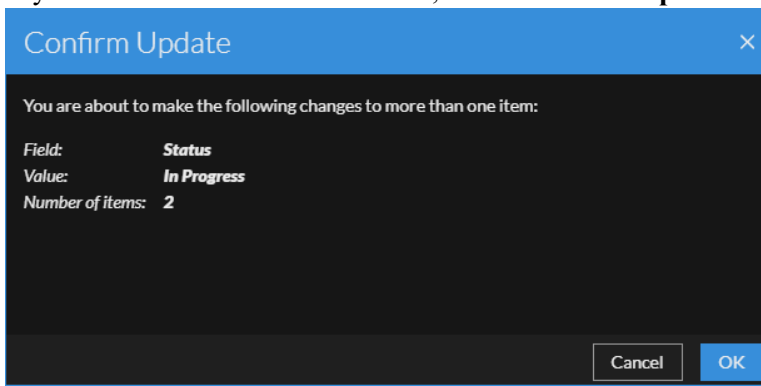 Confirm Update
×
You are about to make the following changes to more than one item:
Field: Status
Value: In Progress
Number of items: 2
Cancel OK